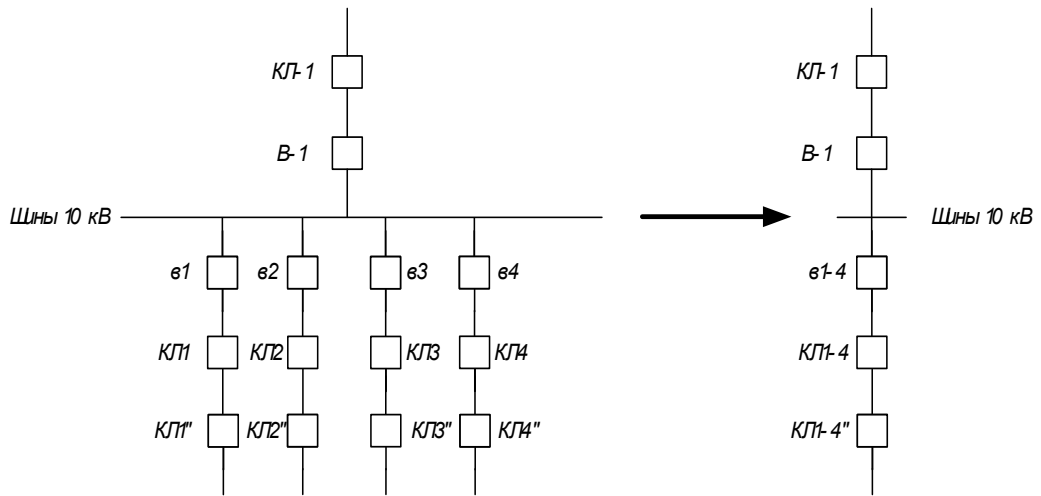 КЛ-1
КЛ-1
В-1
В-1
Шины 10 кВ
Шины 10 кВ
в1
в2
в3
в4
в1-4
КЛ1
КЛ2
КЛ3
КЛ4
КЛ1-4
КЛ1"
КЛ2"
КЛ3"
КЛ4"
КЛ1-4"